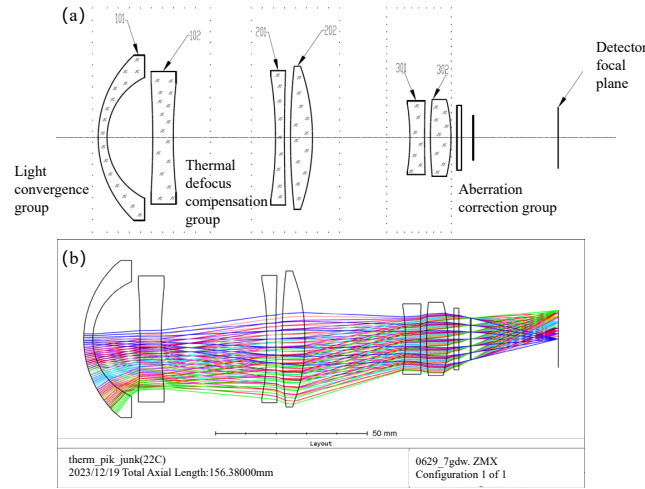 (a)
101
102
201
202
301
302
Detector
focal
plane
Light
convergence
group
Thermal
defocus
compensation
group
Aberration
correction group
(b)
50 mm
Layout
therm_pik_junk(22C)
2023/12/19 Total Axial Length:156.38000mm
0629_7gdw. ZMX
Configuration 1 of 1